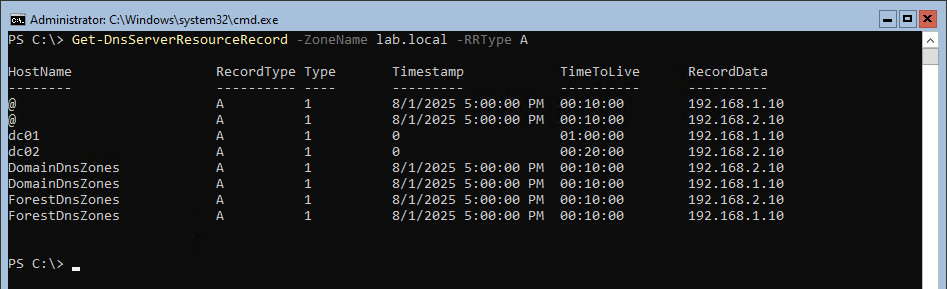 Administrator: C:\Windows\system32\cmd.exe
PS C:\> Get-DnsServerResourceRecord -ZoneName lab.local -RRType A
HostName RecordType Type Timestamp TimeToLive RecordData
-------- ---------- ---- --------- ---------- ----------
@ A 1 8/1/2025 5:00:00 PM 00:10:00 192.168.1.10
@ A 1 8/1/2025 5:00:00 PM 00:10:00 192.168.2.10
dc01 A 1 0 01:00:00 192.168.1.10
dc02 A 1 0 00:20:00 192.168.2.10
DomainDnsZones A 1 8/1/2025 5:00:00 PM 00:10:00 192.168.2.10
DomainDnsZones A 1 8/1/2025 5:00:00 PM 00:10:00 192.168.1.10
ForestDnsZones A 1 8/1/2025 5:00:00 PM 00:10:00 192.168.2.10
ForestDnsZones A 1 8/1/2025 5:00:00 PM 00:10:00 192.168.1.10
PS C:\>